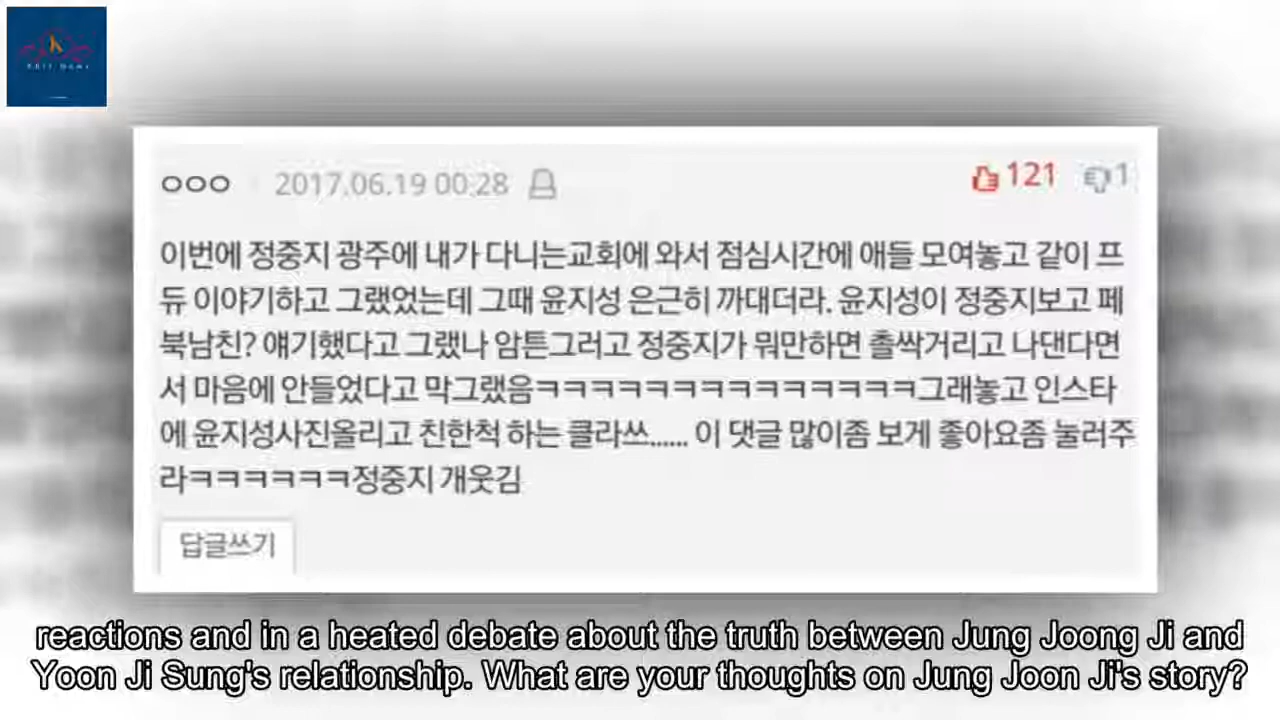 ㅇㅇㅇ 2017.06.19 00:28 121 1
이번에 정중지 광주에 내가 다니는교회에 와서 점심시간에 애들 모여놓고 같이 프
듀 이야기하고 그랬었는데 그때 윤지성 은근히 까대더라. 윤지성이 정중지보고 페
북남친? 얘기했다고 그랬나 암튼그러고 정중지가 뭐만하면 촐싹거리고 나댄다면
서 마음에 안들었다고 막그랬음ㅋㅋㅋㅋㅋㅋㅋㅋㅋㅋㅋㅋㅋㅋ그래놓고 인스타
에 윤지성사진올리고 친한척 하는 클라쓰...... 이 댓글 많이좀 보게 좋아요좀 눌러주
라ㅋㅋㅋㅋㅋㅋ정중지 개웃김
답글쓰기
reactions and in a heated debate about the truth between Jung Joong Ji and
Yoon Ji Sung's relationship. What are your thoughts on Jung Joon Ji's story?